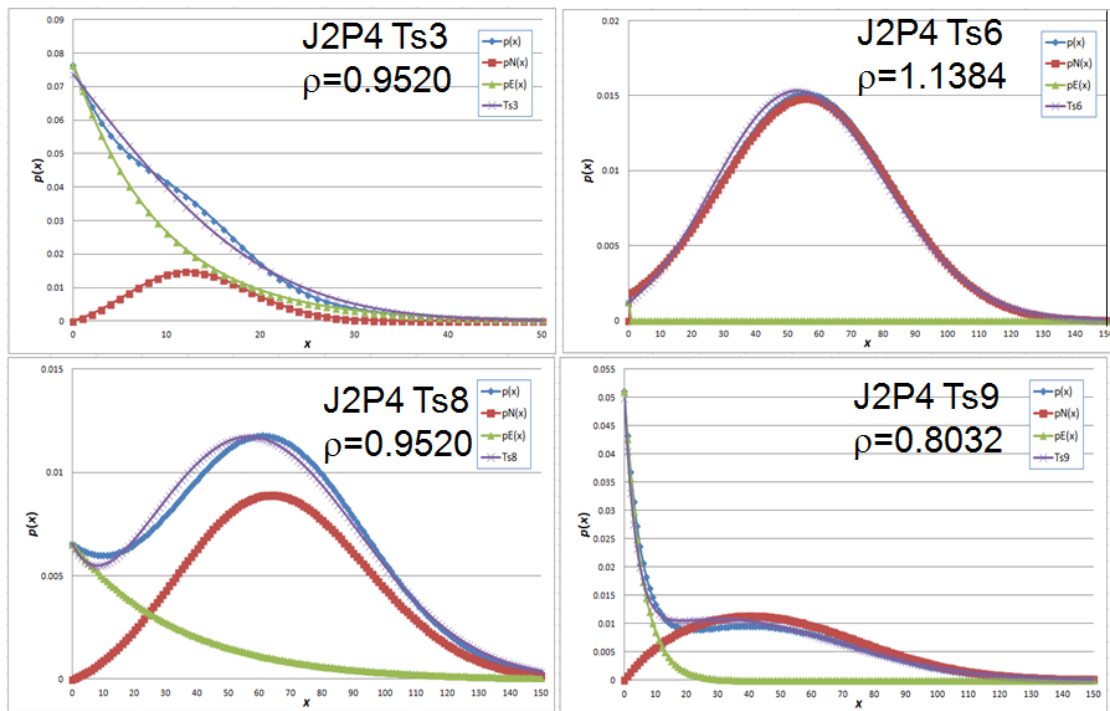 J2P4 Ts3
ρ=0.9520
p(x)
pN(x)
pE(x)
Ts3
0.09
0.08
0.07
0.06
0.05
0.04
0.03
0.02
0.01
0
p(x)
0 10 20 30 40 50
x
J2P4 Ts6
ρ=1.1384
p(x)
pN(x)
pE(x)
Ts6
0.02
0.015
0.01
0.005
0
p(x)
0 10 20 30 40 50 60 70 80 90 100 110 120 130 140 150
x
J2P4 Ts8
ρ=0.9520
p(x)
pN(x)
pE(x)
Ts8
0.015
0.01
0.005
0
p(x)
0 10 20 30 40 50 60 70 80 90 100 110 120 130 140 150
x
J2P4 Ts9
ρ=0.8032
p(x)
pN(x)
pE(x)
Ts9
0.055
0.05
0.045
0.04
0.035
0.03
0.025
0.02
0.015
0.01
0.005
0
p(x)
0 10 20 30 40 50 60 70 80 90 100 110 120 130 140 150
x